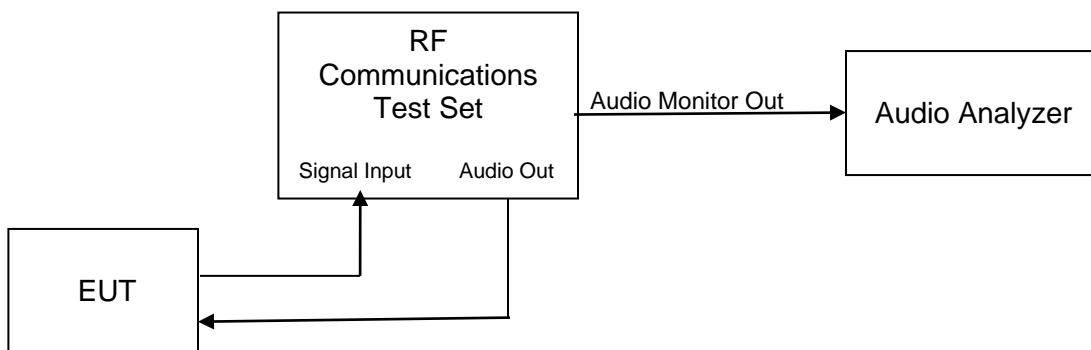 RF
Communications
Test Set
Audio Monitor Out
Audio Analyzer
Signal Input
Audio Out
EUT